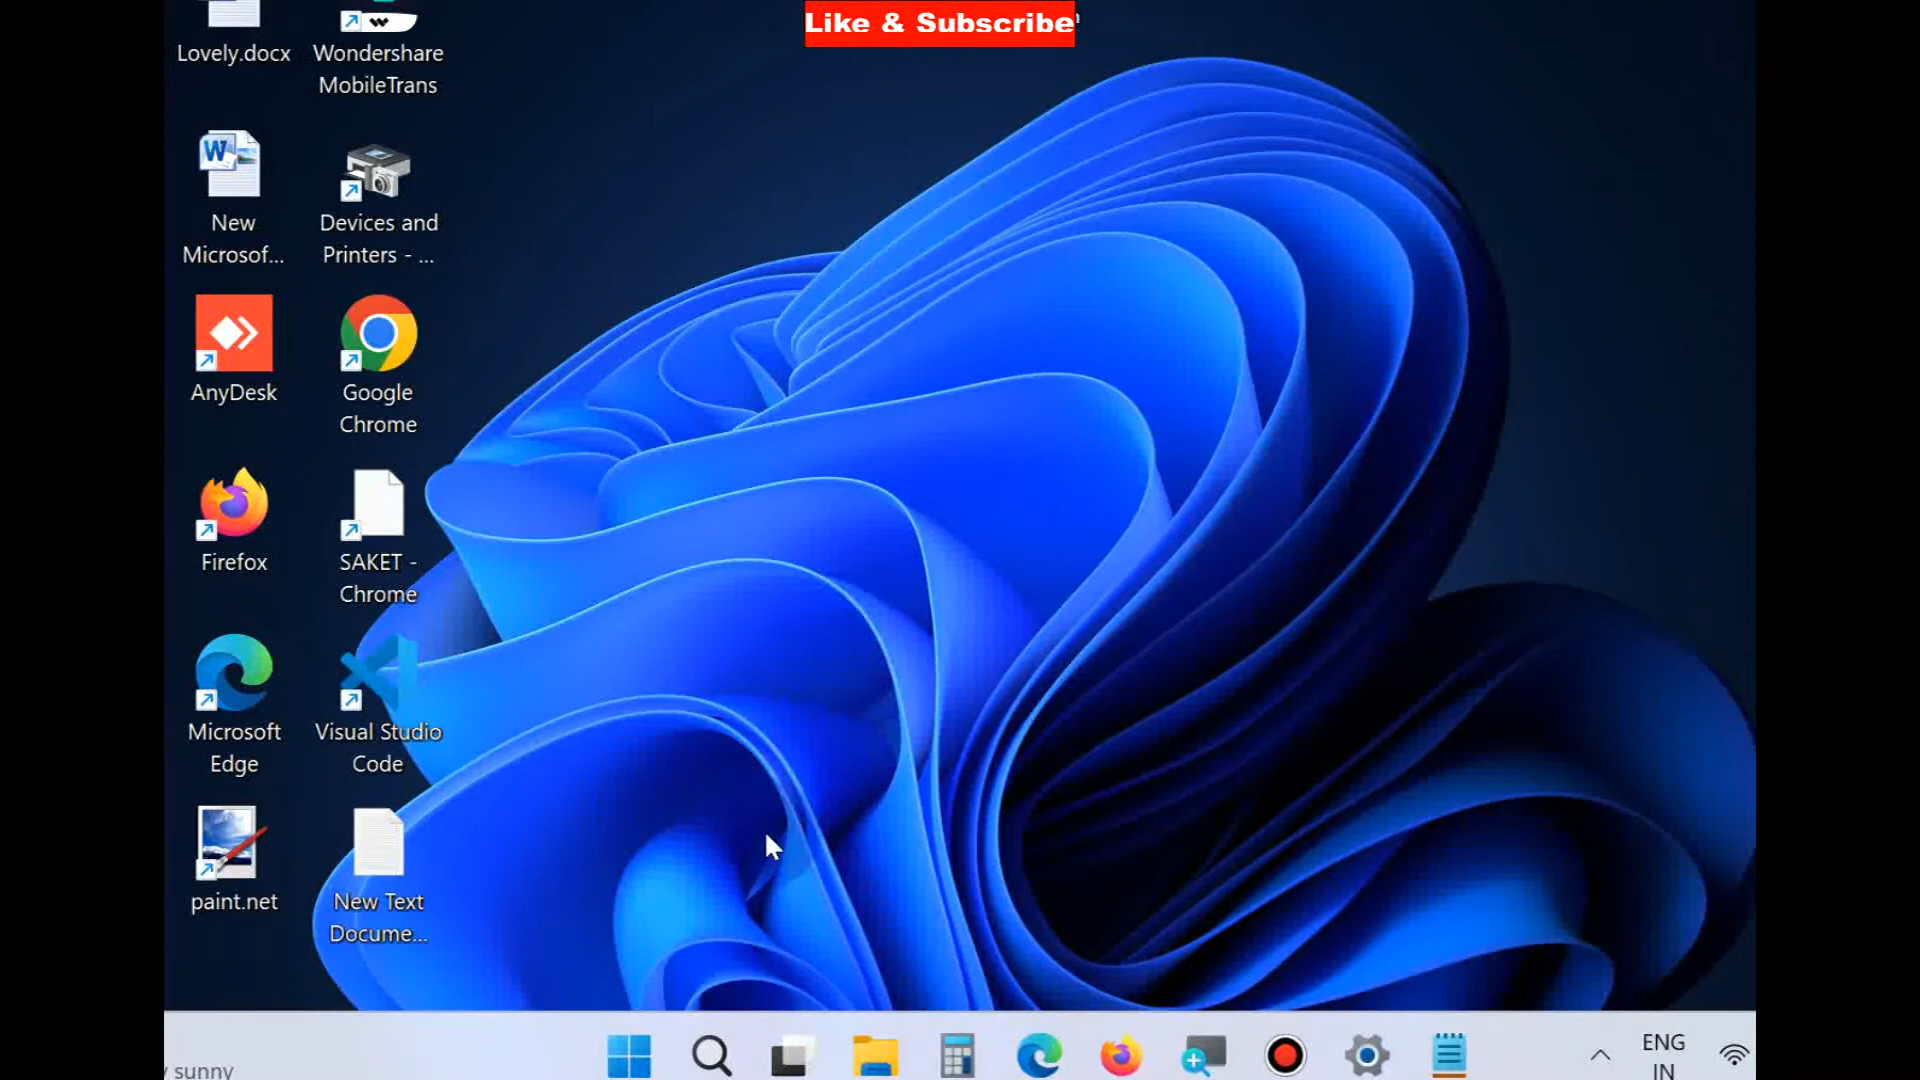 Like & Subscribe
Lovely.docx
Wondershare
MobileTrans
New
Microsof...
Devices and
Printers - ...
AnyDesk
Google
Chrome
Firefox
SAKET -
Chrome
Microsoft
Edge
Visual Studio
Code
paint.net
New Text
Docume...
sunny
ENG
IN